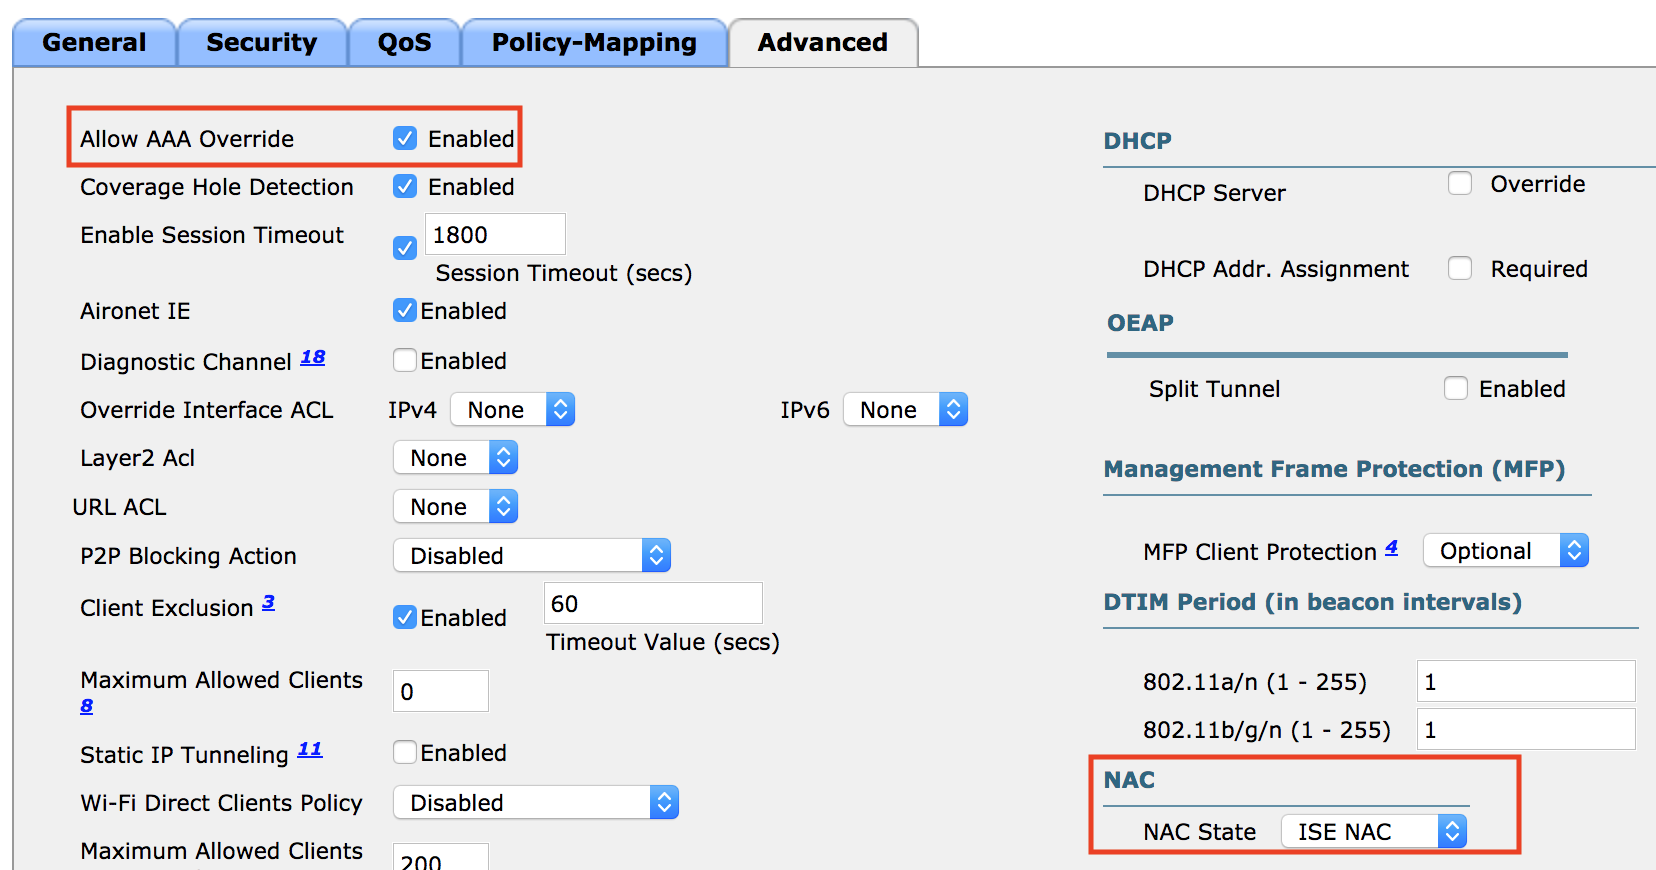 General Security QoS Policy-Mapping Advanced
Allow AAA Override Enabled
Coverage Hole Detection Enabled
Enable Session Timeout 1800
Session Timeout (secs)
Aironet IE Enabled
Diagnostic Channel 18 Enabled
Override Interface ACL IPv4 None IPv6 None
Layer2 Acl None
URL ACL None
P2P Blocking Action Disabled
Client Exclusion 3 Enabled 60
Timeout Value (secs)
Maximum Allowed Clients
8
0
Static IP Tunneling 11 Enabled
Wi-Fi Direct Clients Policy Disabled
Maximum Allowed Clients
200
DHCP
DHCP Server Override
DHCP Addr. Assignment Required
OEAP
Split Tunnel Enabled
Management Frame Protection (MFP)
MFP Client Protection 4 Optional
DTIM Period (in beacon intervals)
802.11a/n (1 - 255) 1
802.11b/g/n (1 - 255) 1
NAC
NAC State ISE NAC